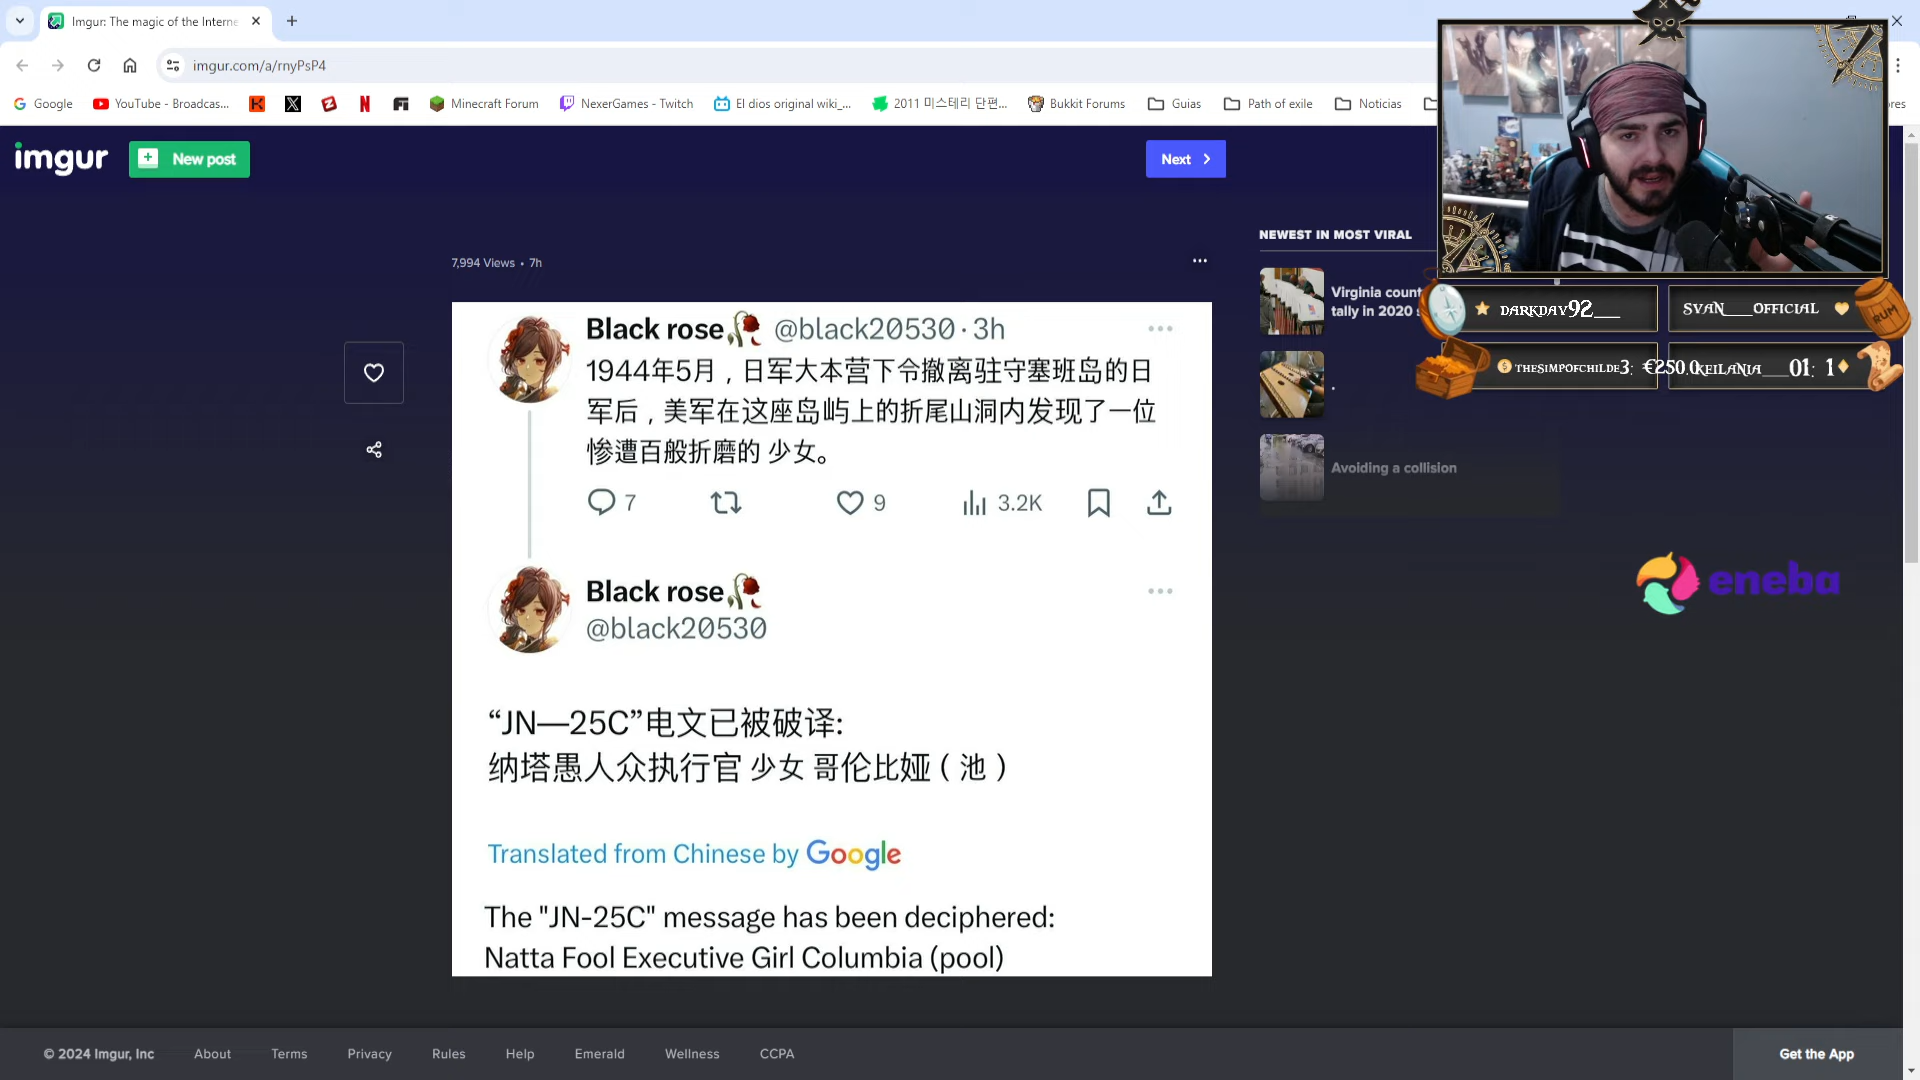 Imgur: The magic of the Interne
imgur.com/a/rnyPsP4
Google
YouTube - Broadcas...
Minecraft Forum
NexerGames - Twitch
El dios original wiki_...
2011 미스테리 단편...
Bukkit Forums
Guias
Path of exile
Noticias
res
imgur
New post
Next
7,994 Views • 7h
NEWEST IN MOST VIRAL
Virginia count
tally in 2020
.
Avoiding a collision
DARKDAV92__
SVAN___OFFICIAL
THESIMPOFCHILDE3: €250.0
KEILANIA___01: 1
RUM
eneba
Black rose🥀 @black20530 · 3h
1944年5月，日军大本营下令撤离驻守塞班岛的日
军后，美军在这座岛屿上的折尾山洞内发现了一位
惨遭百般折磨的 少女。
7
9
3.2K
Black rose🥀
@black20530
“JN—25C”电文已被破译:
纳塔愚人众执行官 少女 哥伦比娅 ( 池 )
Translated from Chinese by Google
The "JN-25C" message has been deciphered:
Natta Fool Executive Girl Columbia (pool)
© 2024 Imgur, Inc
About
Terms
Privacy
Rules
Help
Emerald
Wellness
CCPA
Get the App